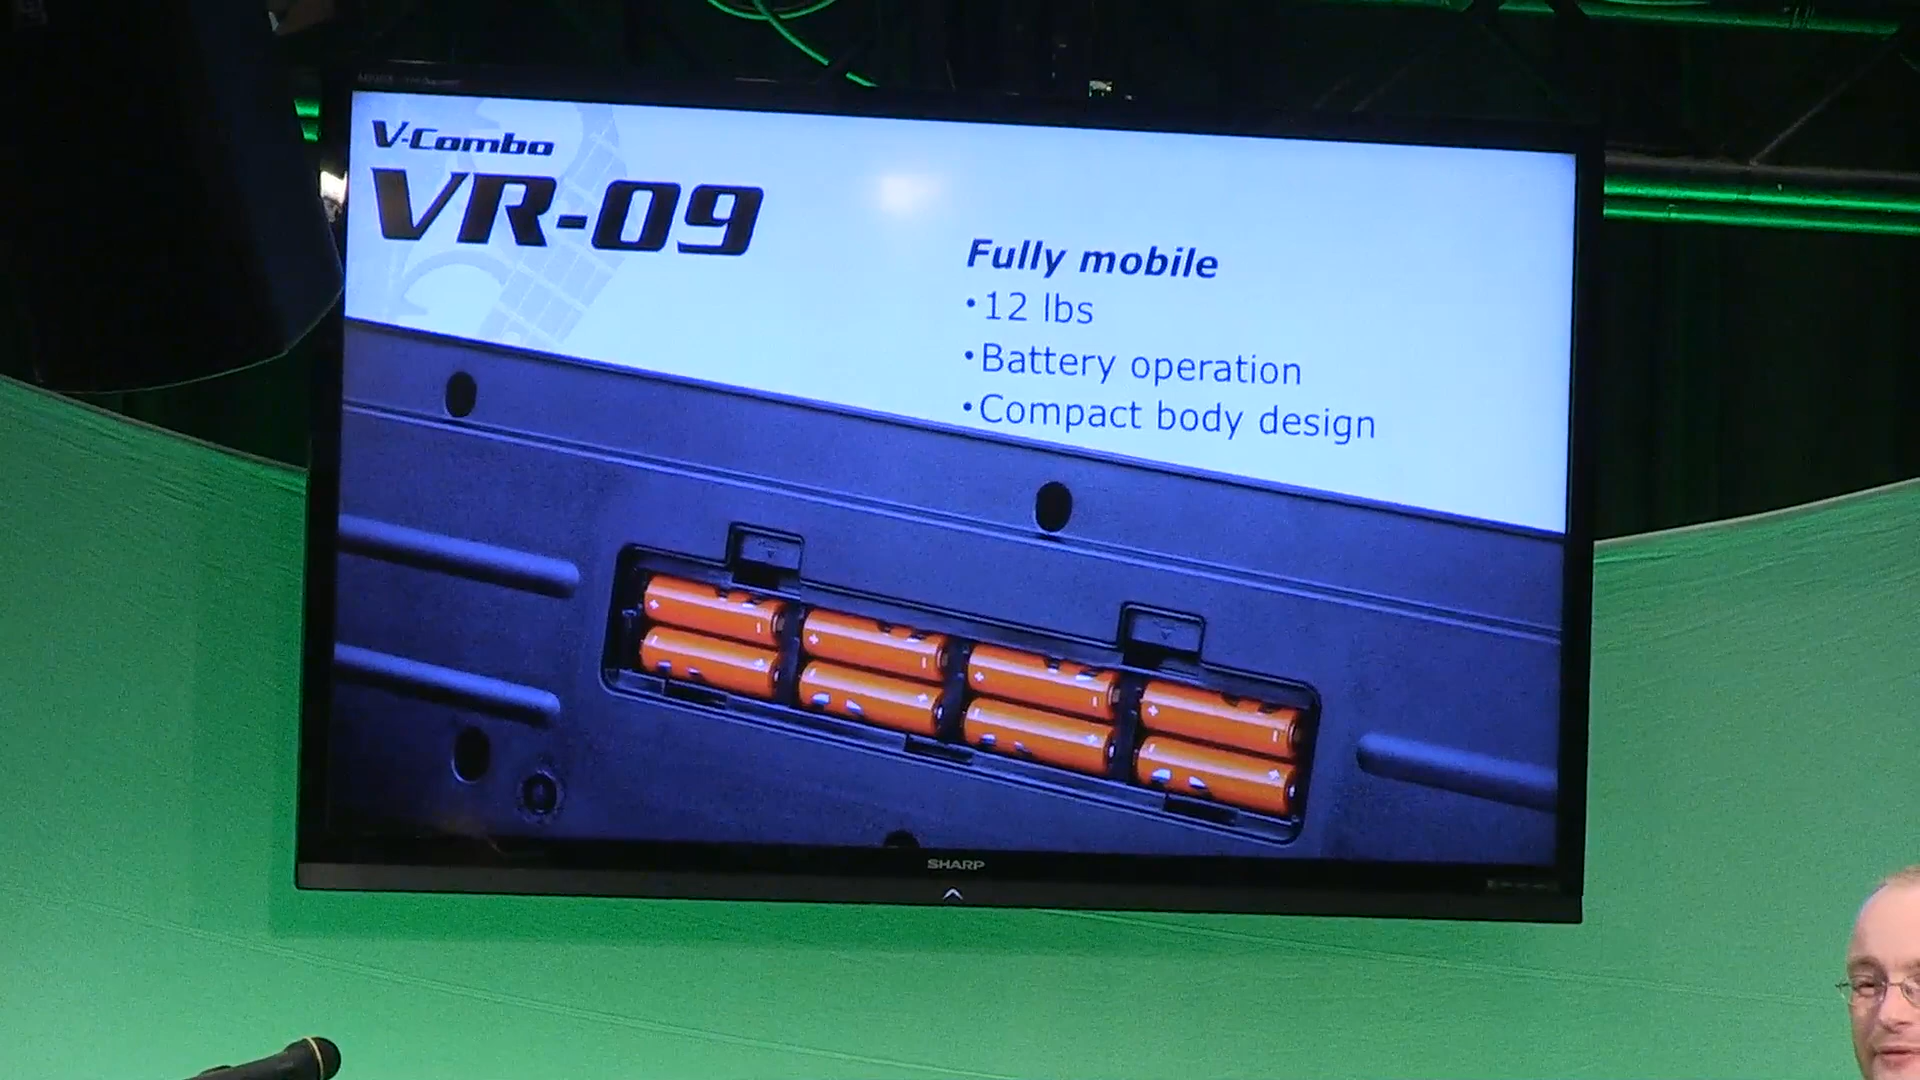 V-Combo
VR-09
Fully mobile
•12 lbs
•Battery operation
•Compact body design
SHARP